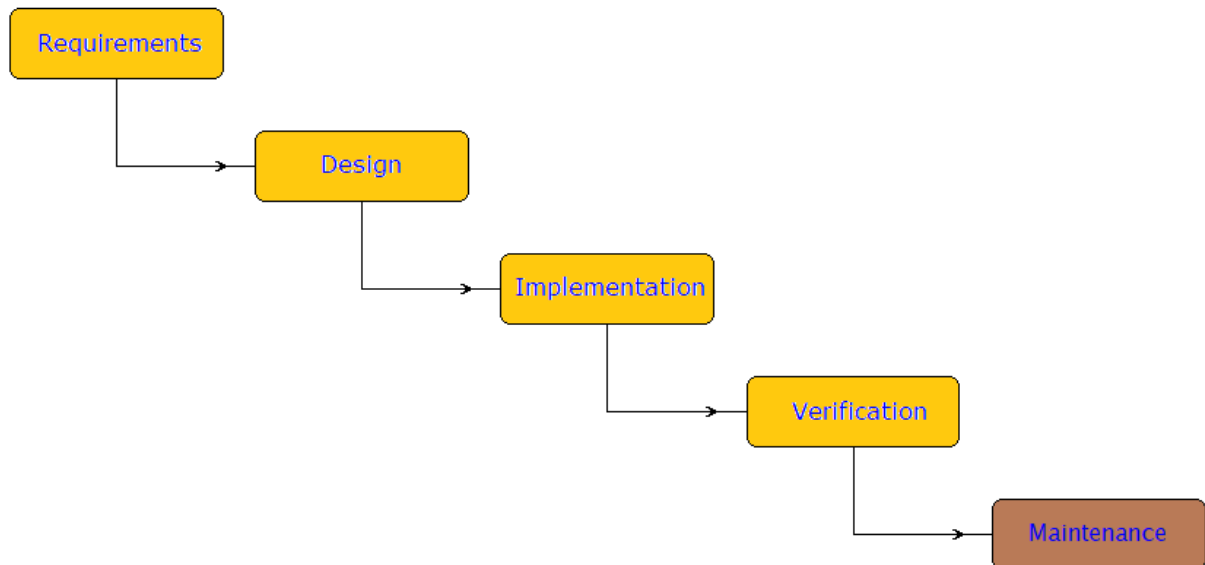 Requirements
Design
Implementation
Verification
Maintenance